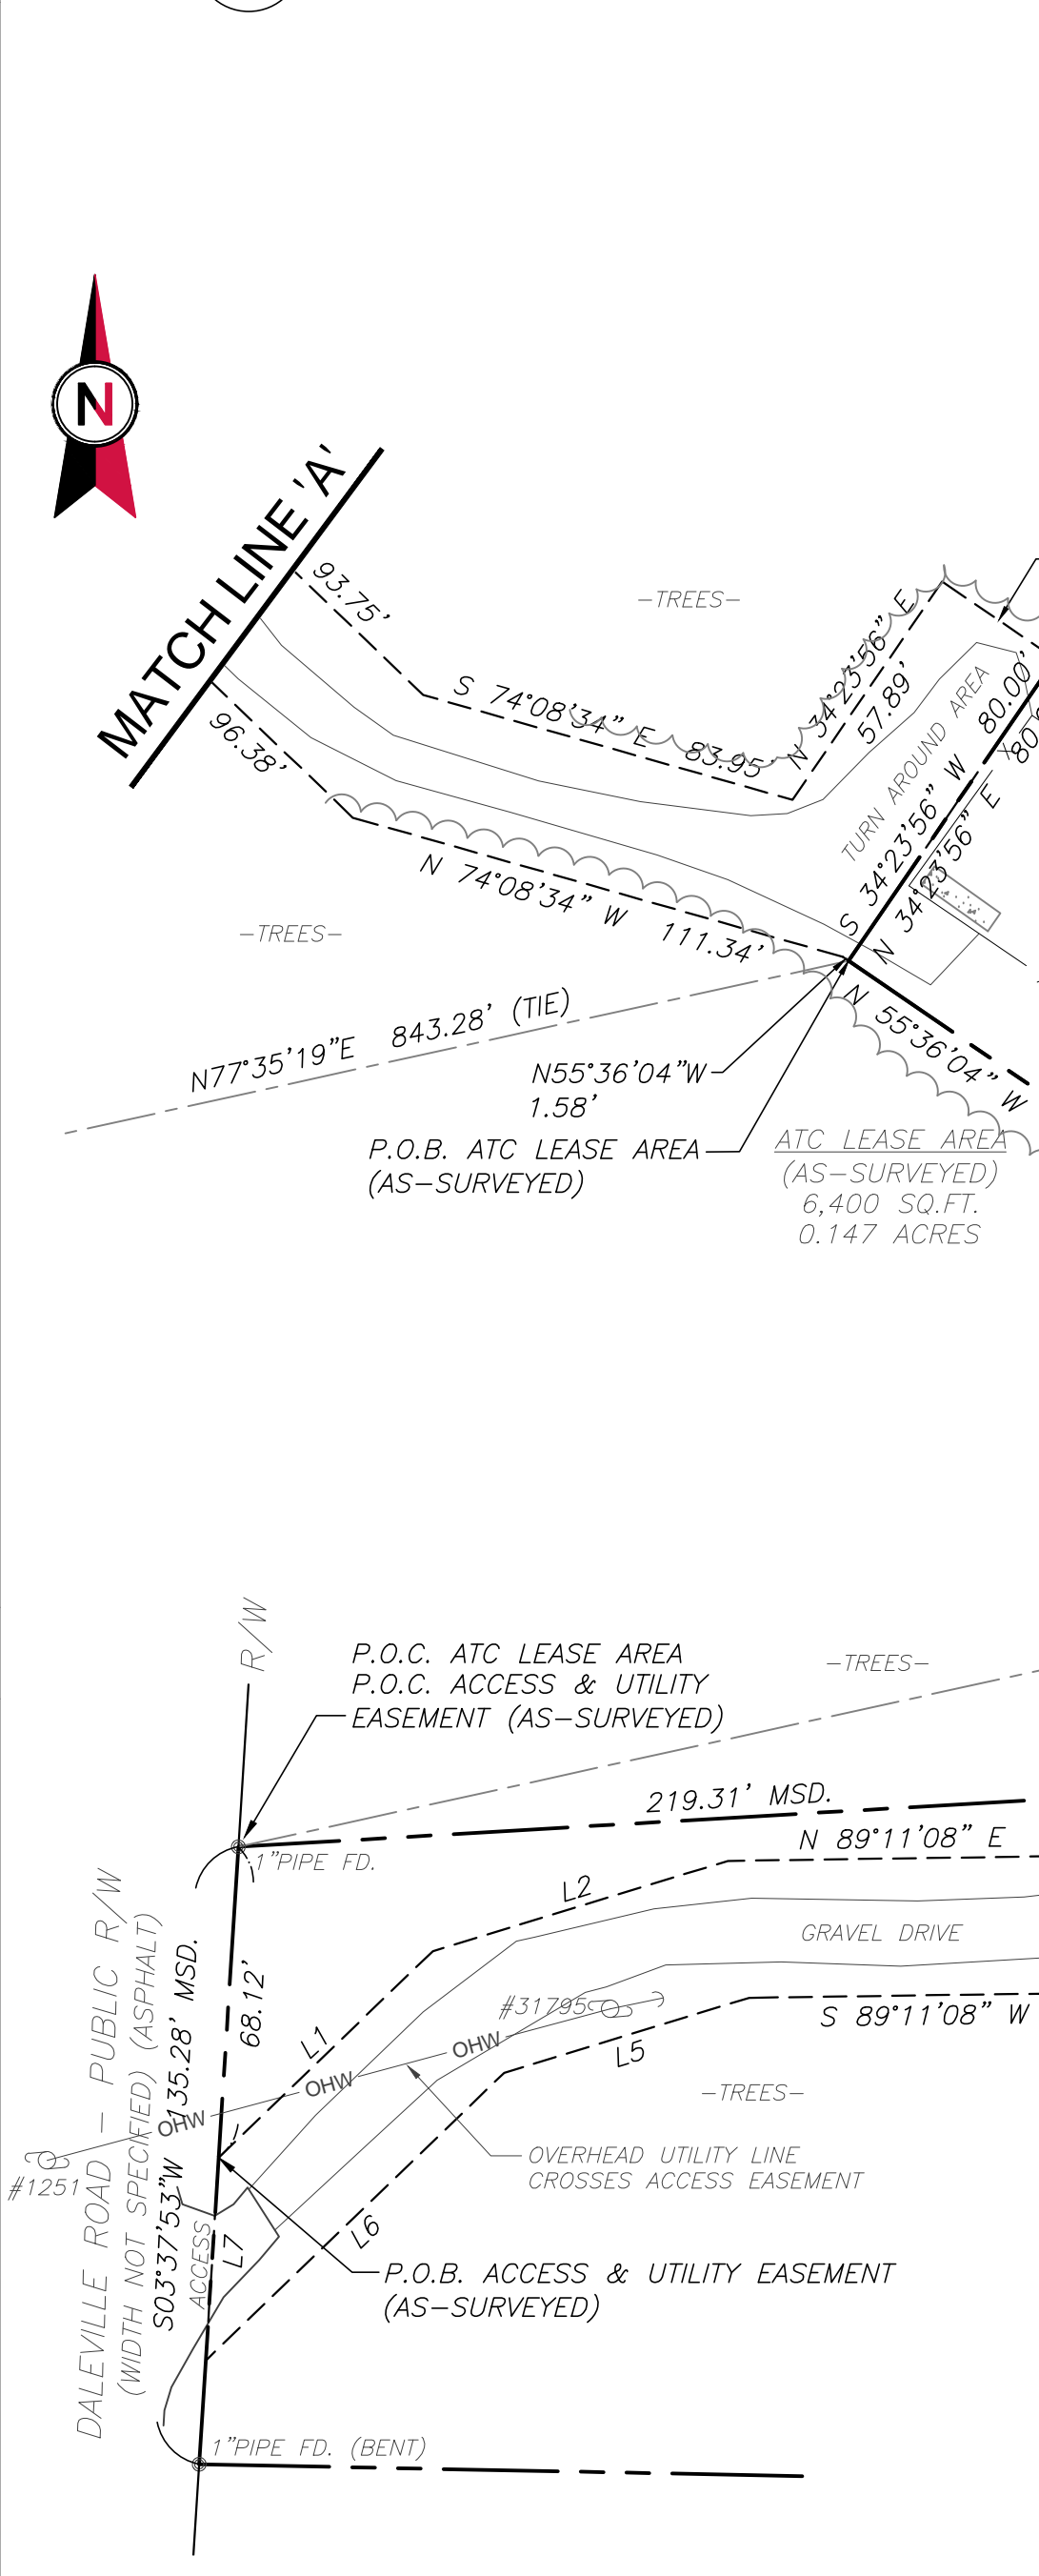 N
MATCH LINE 'A'
93.75'
-TREES-
S 74°08'34" E 83.95'
N 34°23'56" E
57.89'
TURN AROUND AREA
S 34°23'56" W 80.00'
N 34°23'56" E
96.38'
N 74°08'34" W 111.34'
-TREES-
N77°35'19"E 843.28' (TIE)
N 55°36'04" W
N55°36'04"W
1.58'
P.O.B. ATC LEASE AREA
(AS-SURVEYED)
ATC LEASE AREA
(AS-SURVEYED)
6,400 SQ.FT.
0.147 ACRES
R/W
P.O.C. ATC LEASE AREA
P.O.C. ACCESS & UTILITY
EASEMENT (AS-SURVEYED)
-TREES-
219.31' MSD.
N 89°11'08" E
1"PIPE FD.
L2
GRAVEL DRIVE
DALEVILLE ROAD - PUBLIC R/W
(WIDTH NOT SPECIFIED) (ASPHALT)
S03°37'53"W 135.28' MSD.
68.12'
L1
#31795
S 89°11'08" W
L5
OHW
OHW
OHW
-TREES-
#1251
OVERHEAD UTILITY LINE
CROSSES ACCESS EASEMENT
ACCESS
L7
L6
P.O.B. ACCESS & UTILITY EASEMENT
(AS-SURVEYED)
1"PIPE FD. (BENT)